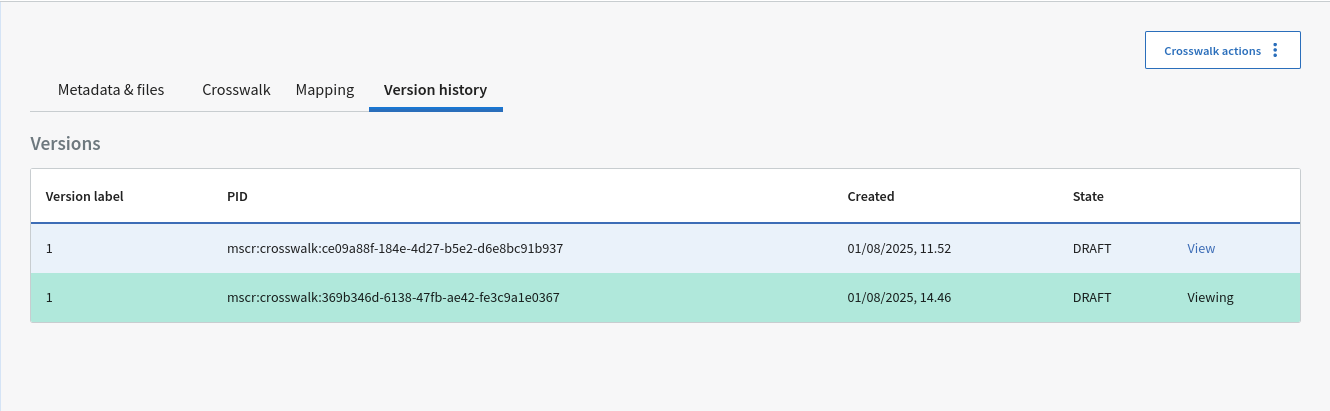 Crosswalk actions
Metadata & files Crosswalk Mapping Version history
Versions
Version label PID Created State
1 mscr:crosswalk:ce09a88f-184e-4d27-b5e2-d6e8bc91b937 01/08/2025, 11.52 DRAFT View
1 mscr:crosswalk:369b346d-6138-47fb-ae42-fe3c9a1e0367 01/08/2025, 14.46 DRAFT Viewing